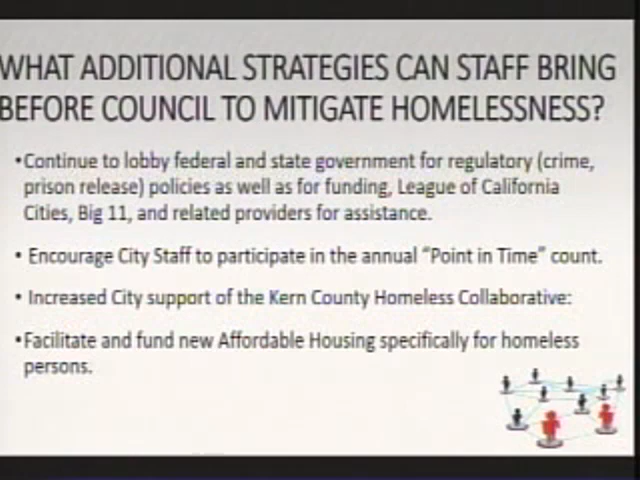 WHAT ADDITIONAL STRATEGIES CAN STAFF BRING
BEFORE COUNCIL TO MITIGATE HOMELESSNESS?
•Continue to lobby federal and state government for regulatory (crime,
prison release) policies as well as for funding, League of California
Cities, Big 11, and related providers for assistance.
• Encourage City Staff to participate in the annual “Point in Time” count.
• Increased City support of the Kern County Homeless Collaborative:
•Facilitate and fund new Affordable Housing specifically for homeless
persons.